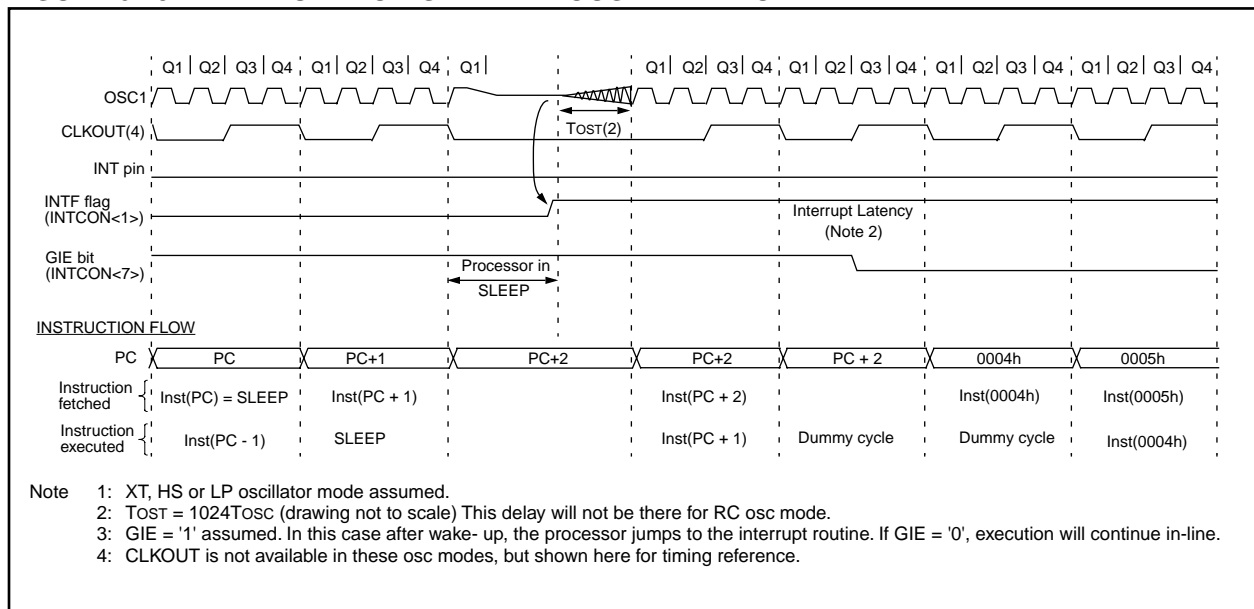 Q1 Q2 Q3 Q4 Q1 Q2 Q3 Q4 Q1 Q1 Q2 Q3 Q4 Q1 Q2 Q3 Q4 Q1 Q2 Q3 Q4 Q1 Q2 Q3 Q4
OSC1
CLKOUT(4)
TOST(2)
INT pin
INTF flag
(INTCON<1>)
Interrupt Latency
(Note 2)
GIE bit
(INTCON<7>)
Processor in
SLEEP
INSTRUCTION FLOW
PC PC PC+1 PC+2 PC+2 PC + 2 0004h 0005h
Instruction
fetched
Inst(PC) = SLEEP Inst(PC + 1) Inst(PC + 2) Inst(0004h) Inst(0005h)
Instruction
executed
Inst(PC - 1) SLEEP Inst(PC + 1) Dummy cycle Dummy cycle Inst(0004h)
Note 1: XT, HS or LP oscillator mode assumed.
2: TOST = 1024TOSC (drawing not to scale) This delay will not be there for RC osc mode.
3: GIE = '1' assumed. In this case after wake- up, the processor jumps to the interrupt routine. If GIE = '0', execution will continue in-line.
4: CLKOUT is not available in these osc modes, but shown here for timing reference.